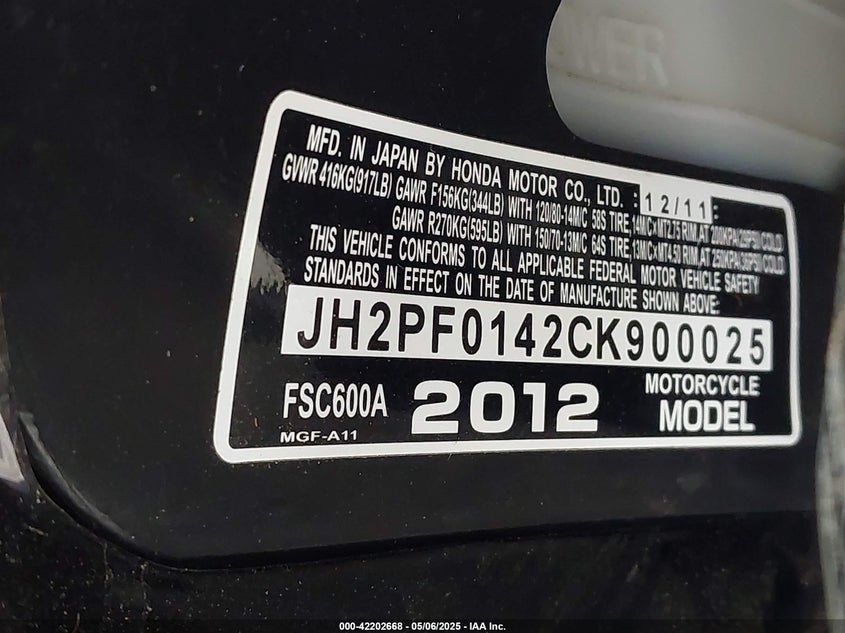 WER
MFD. IN JAPAN BY HONDA MOTOR CO., LTD. : 12/11 :
GVWR 416KG(917LB) GAWR F156KG(344LB) WITH 120/80-14M/C 58S TIRE, 14M/C×MT2.75 RIM, AT 200KPA(29PSI) COLD
GAWR R270KG(595LB) WITH 150/70-13M/C 64S TIRE, 13M/C×MT4.50 RIM, AT 250KPA(36PSI) COLD
THIS VEHICLE CONFORMS TO ALL APPLICABLE FEDERAL MOTOR VEHICLE SAFETY
STANDARDS IN EFFECT ON THE DATE OF MANUFACTURE SHOWN ABOVE:
JH2PF0142CK900025
FSC600A 2012 MOTORCYCLE MODEL
MGF-A11
000-42202668 - 05/06/2025 - IAA Inc.